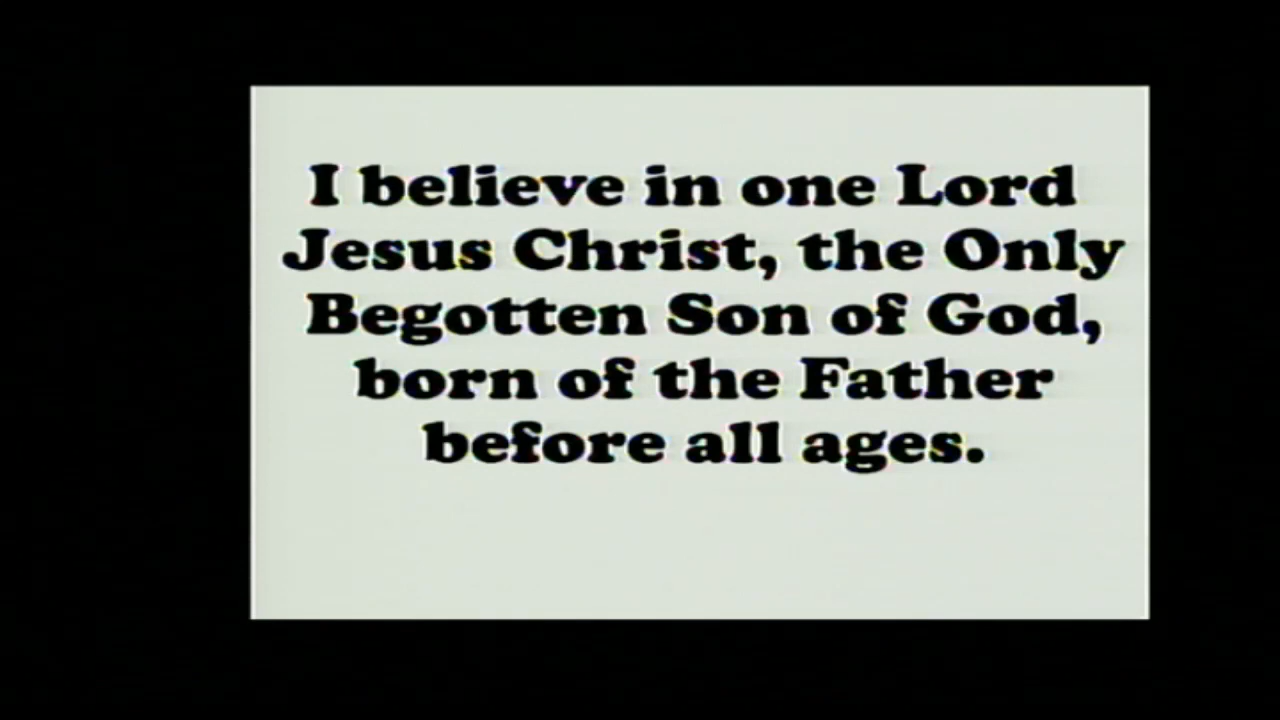 I believe in one Lord
Jesus Christ, the Only
Begotten Son of God,
born of the Father
before all ages.